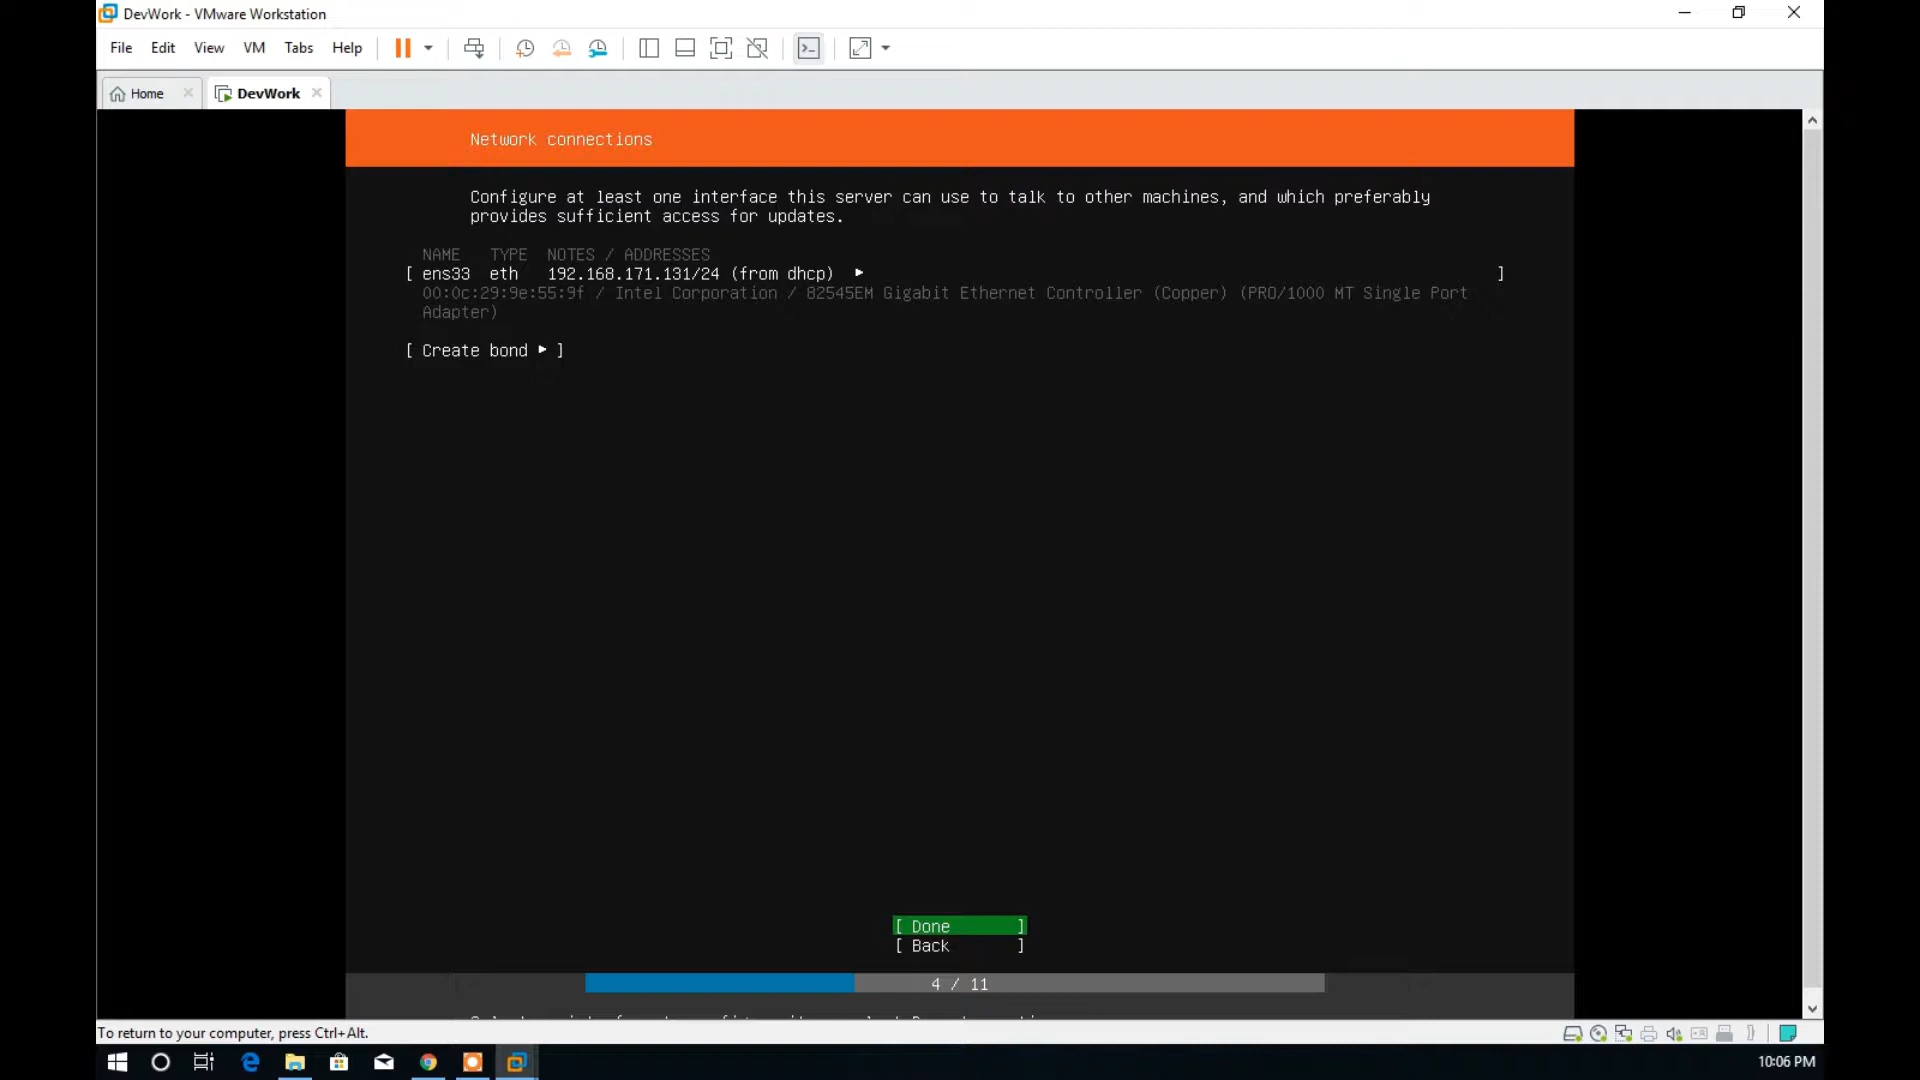 DevWork - VMware Workstation
File Edit View VM Tabs Help
Home DevWork
Network connections
Configure at least one interface this server can use to talk to other machines, and which preferably
provides sufficient access for updates.
NAME TYPE NOTES / ADDRESSES
[ ens33 eth 192.168.171.131/24 (from dhcp) ▸ ]
00:0c:29:9e:55:9f / Intel Corporation / 82545EM Gigabit Ethernet Controller (Copper) (PRO/1000 MT Single Port
Adapter)
[ Create bond ▸ ]
[ Done ]
[ Back ]
4 / 11
To return to your computer, press Ctrl+Alt.
10:06 PM